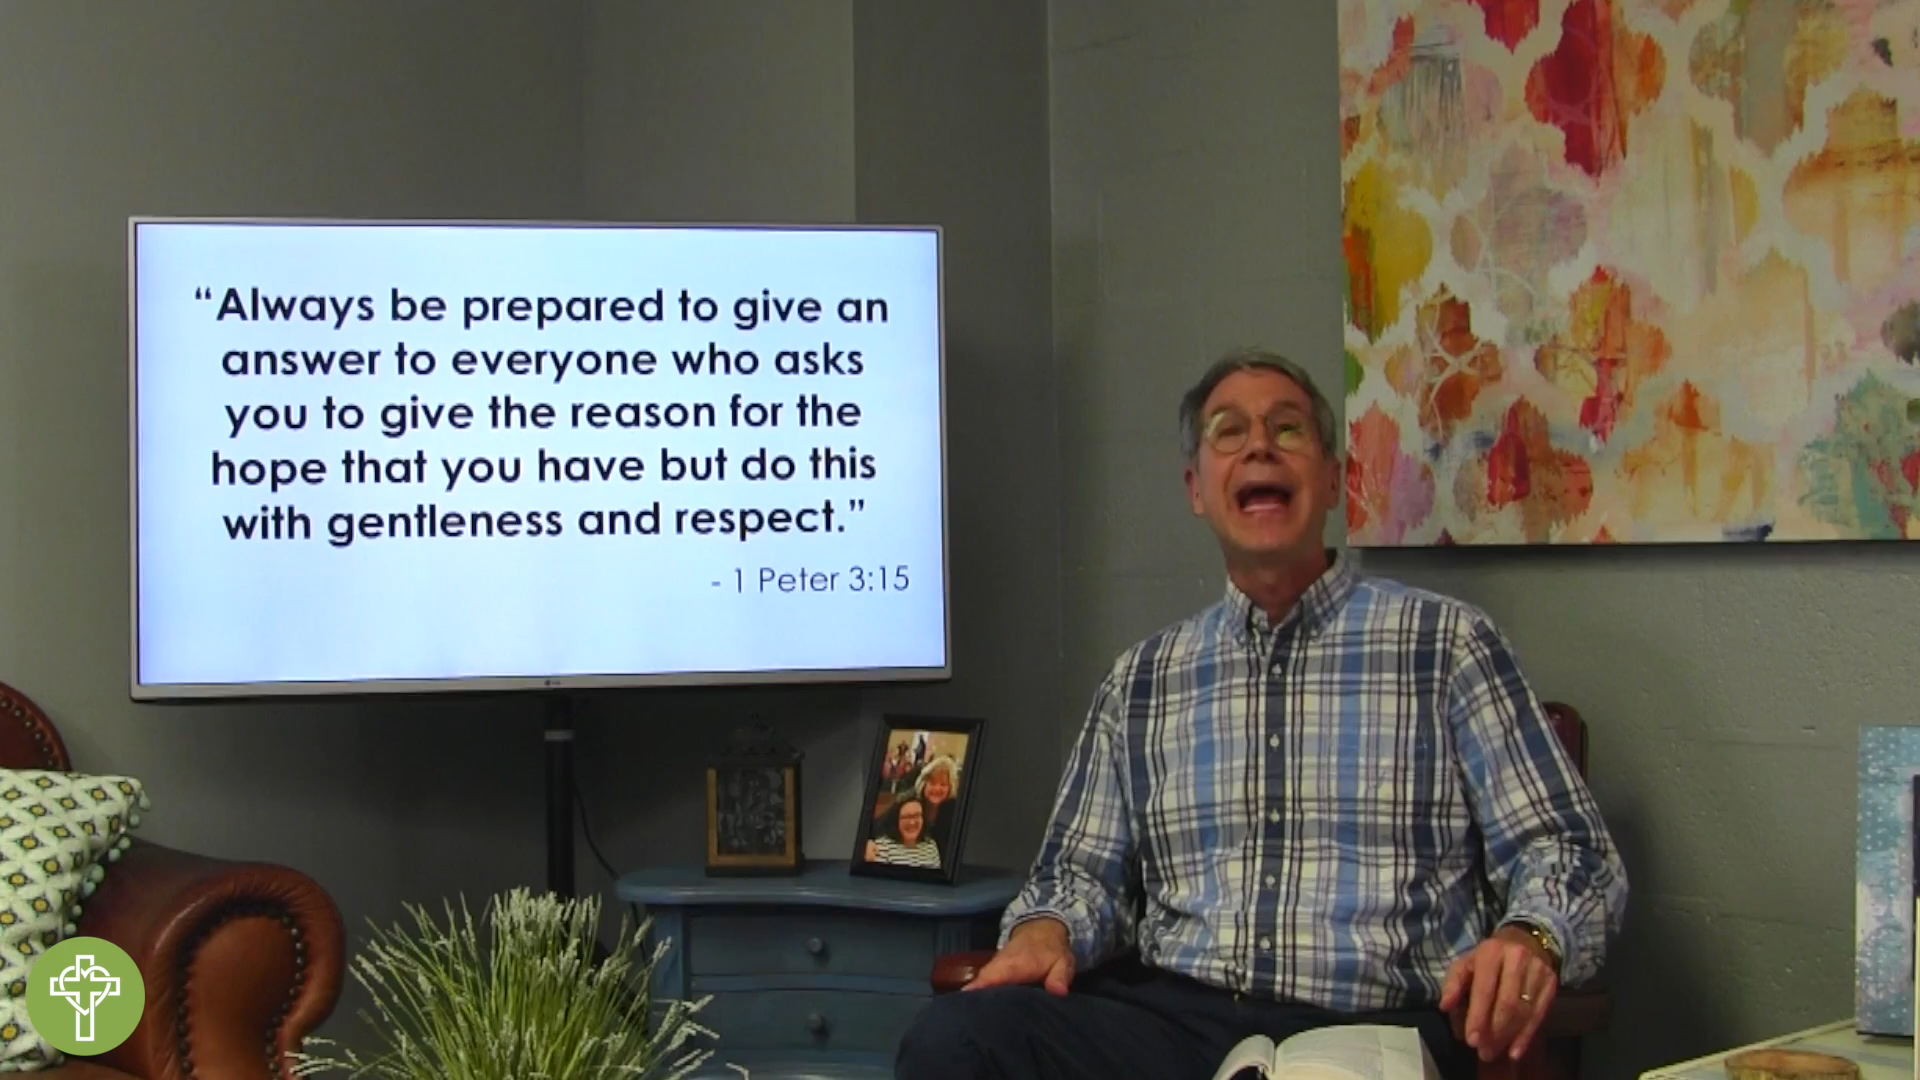 “Always be prepared to give an
answer to everyone who asks
you to give the reason for the
hope that you have but do this
with gentleness and respect.”
- 1 Peter 3:15